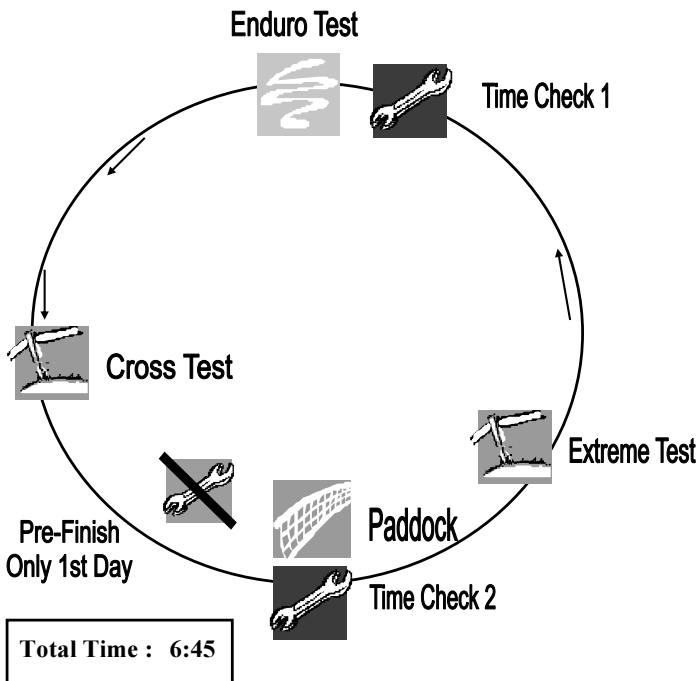 Enduro Test
Time Check 1
Cross Test
Extreme Test
Paddock
Pre-Finish
Only 1st Day
Time Check 2
Total Time : 6:45